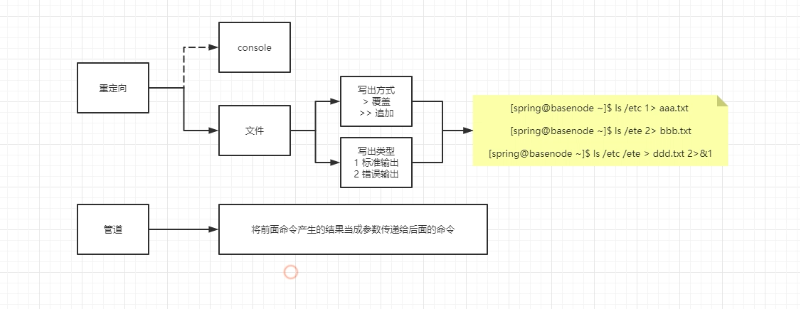 重定向
console
文件
写出方式
> 覆盖
>> 追加
写出类型
1 标准输出
2 错误输出
[spring@basenode ~]$ ls /etc 1> aaa.txt
[spring@basenode ~]$ ls /ete 2> bbb.txt
[spring@basenode ~]$ ls /etc /ete > ddd.txt 2>&1
管道
将前面命令产生的结果当成参数传递给后面的命令